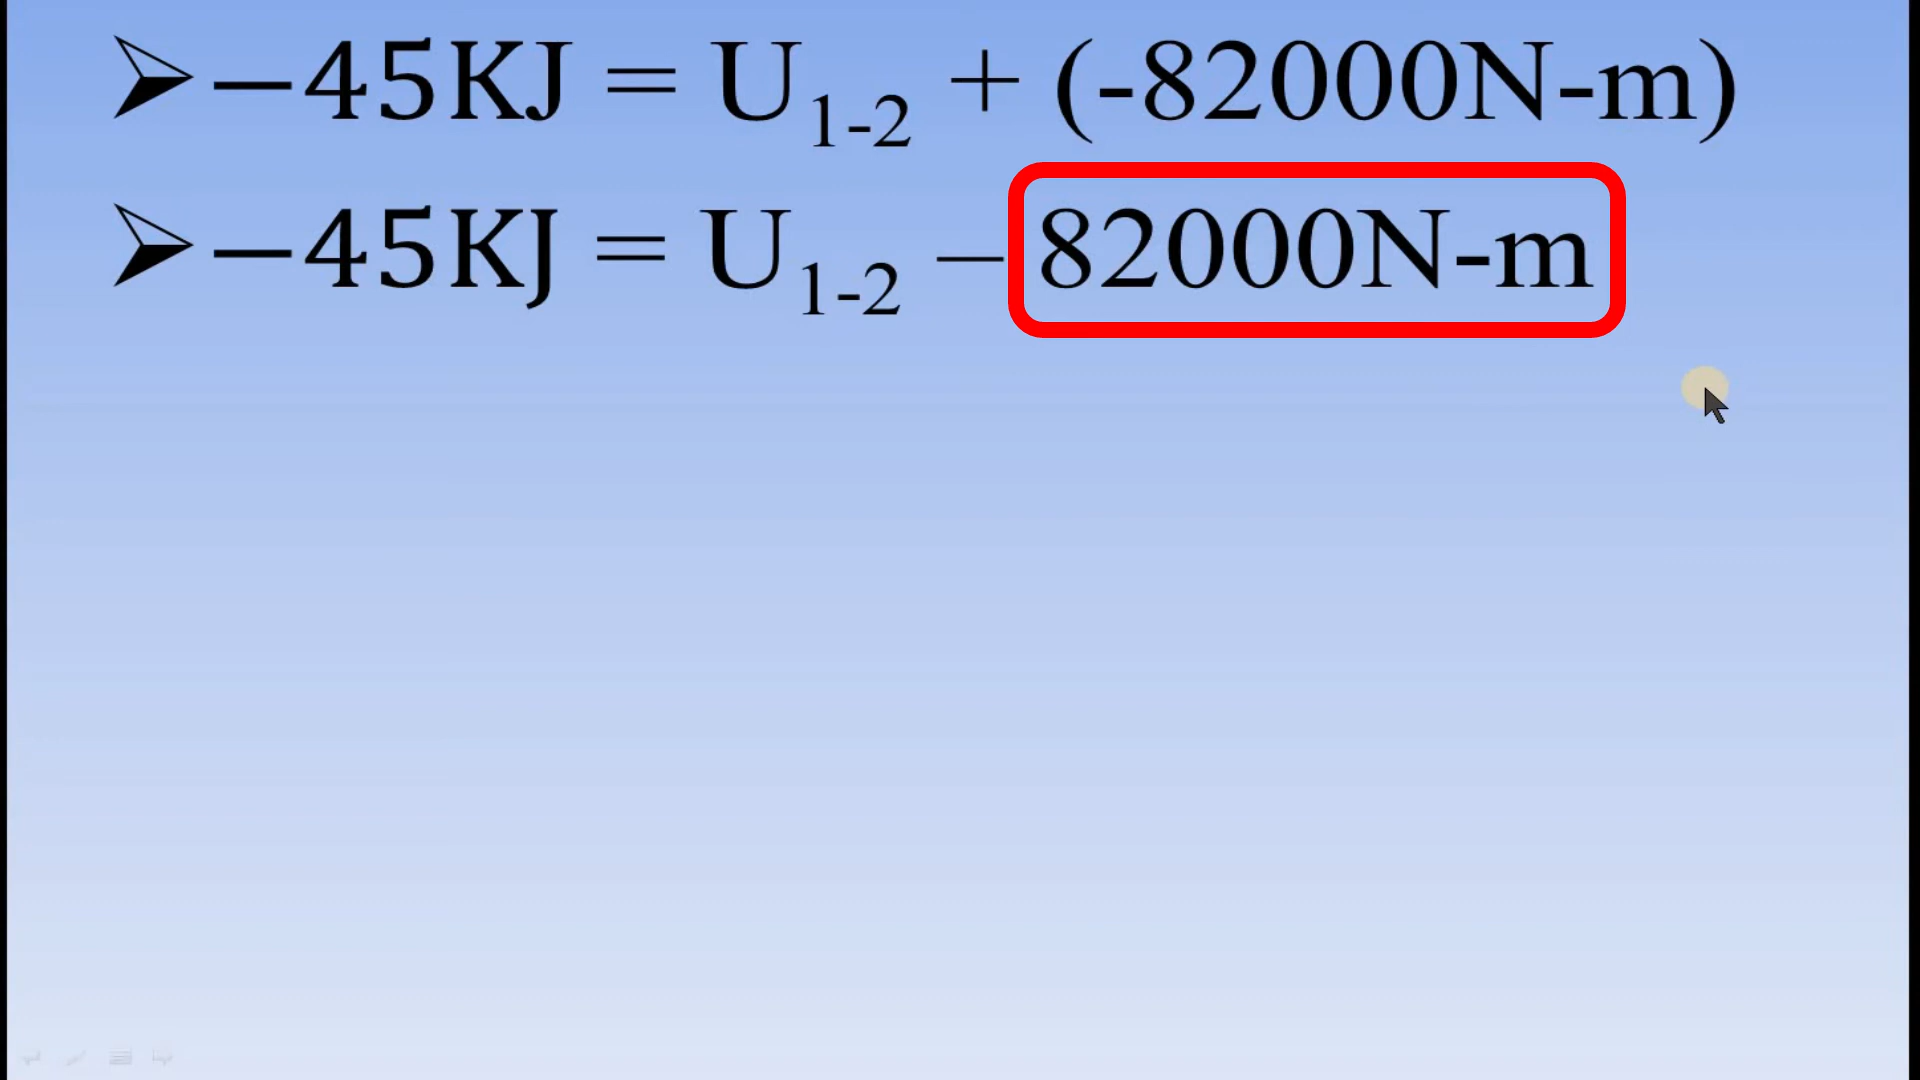 ➢−45KJ = U₁₋₂ + (-82000N-m)
➢−45KJ = U₁₋₂ −82000N-m